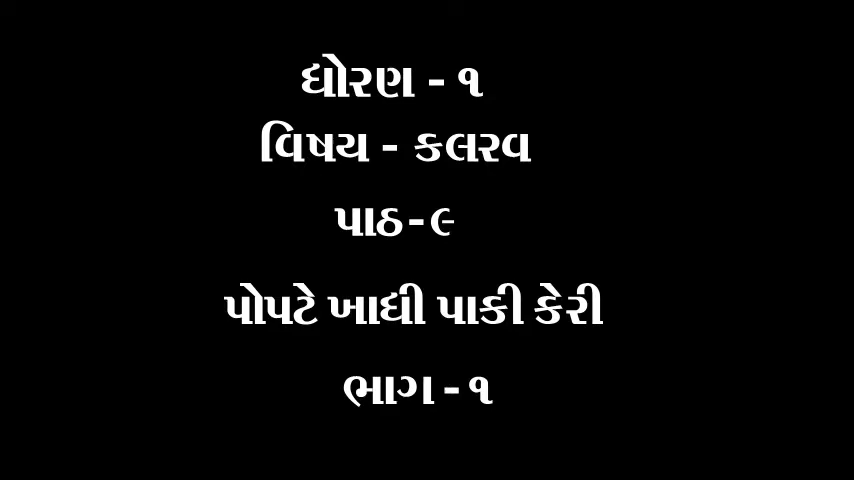 ધોરણ - ૧
વિષય - કલરવ
પાઠ-૯
પોપટે ખાધી પાકી કેરી
ભાગ - ૧